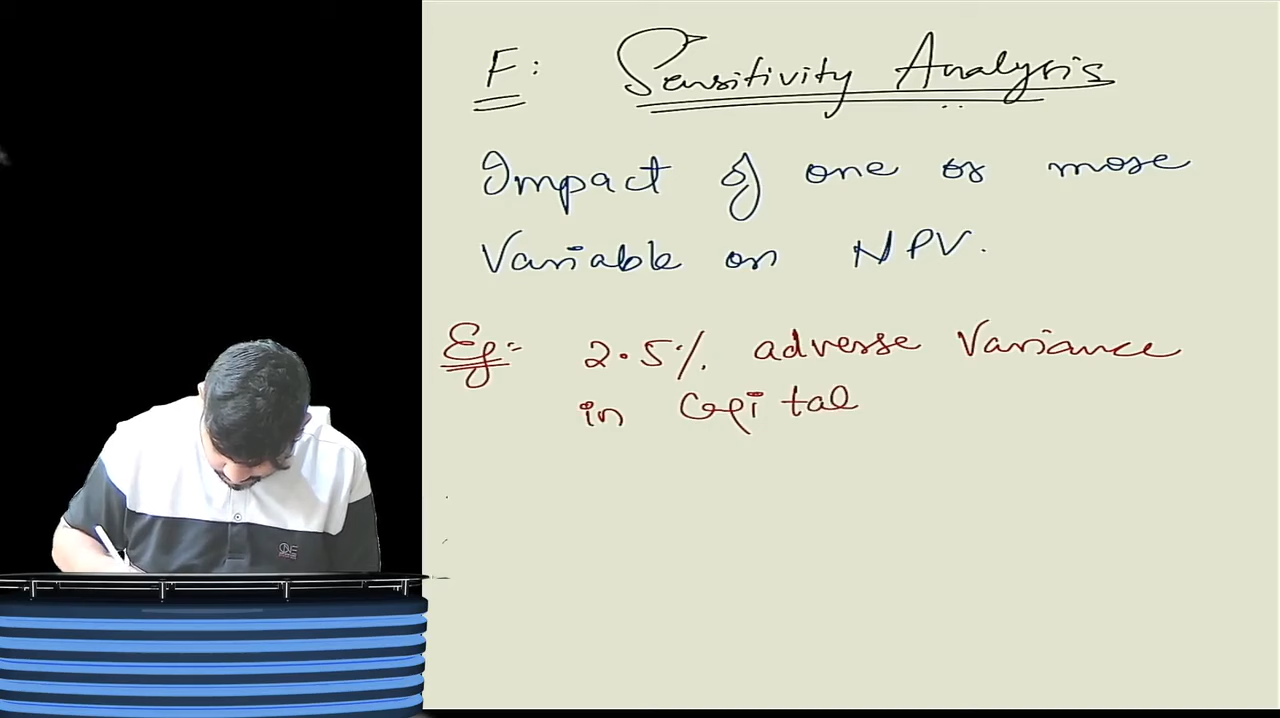 F: Sensitivity Analysis
Impact of one or more
Variable on NPV.
Eg:- 2.5% adverse Variance
in Capital